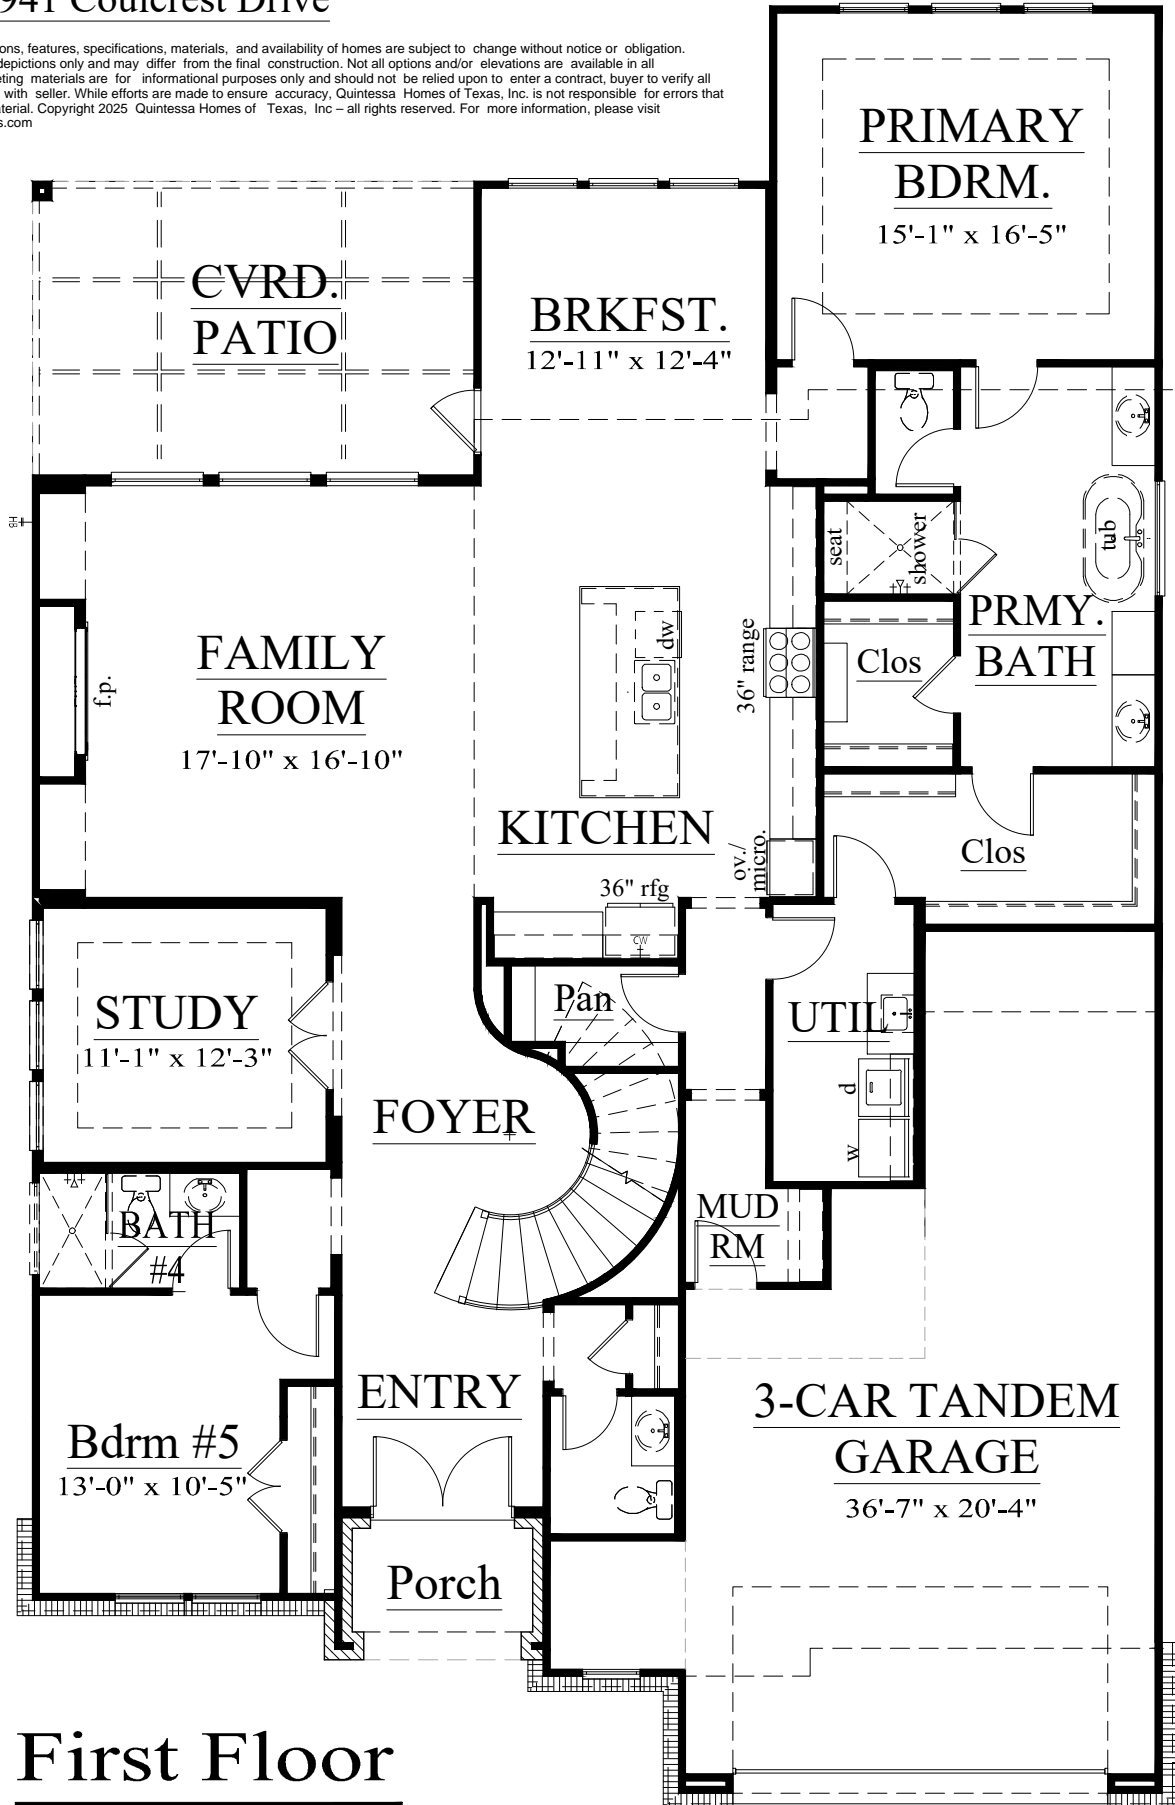 941 Coulcrest Drive
ons, features, specifications, materials, and availability of homes are subject to change without notice or obligation.
depictions only and may differ from the final construction. Not all options and/or elevations are available in all
eting materials are for informational purposes only and should not be relied upon to enter a contract, buyer to verify all
with seller. While efforts are made to ensure accuracy, Quintessa Homes of Texas, Inc. is not responsible for errors that
aterial. Copyright 2025 Quintessa Homes of Texas, Inc – all rights reserved. For more information, please visit
s.com
PRIMARY
BDRM.
15'-1" x 16'-5"
CVRD.
PATIO
BRKFST.
12'-11" x 12'-4"
HB
seat
shower
tub
PRMY.
BATH
Clos
FAMILY
ROOM
17'-10" x 16'-10"
f.p.
dw
36" range
KITCHEN
ov./
micro.
Clos
36" rfg
CW
STUDY
11'-1" x 12'-3"
Pan
UTIL
d
w
FOYER
BATH
#4
MUD
RM
ENTRY
Bdrm #5
13'-0" x 10'-5"
3-CAR TANDEM
GARAGE
36'-7" x 20'-4"
Porch
First Floor